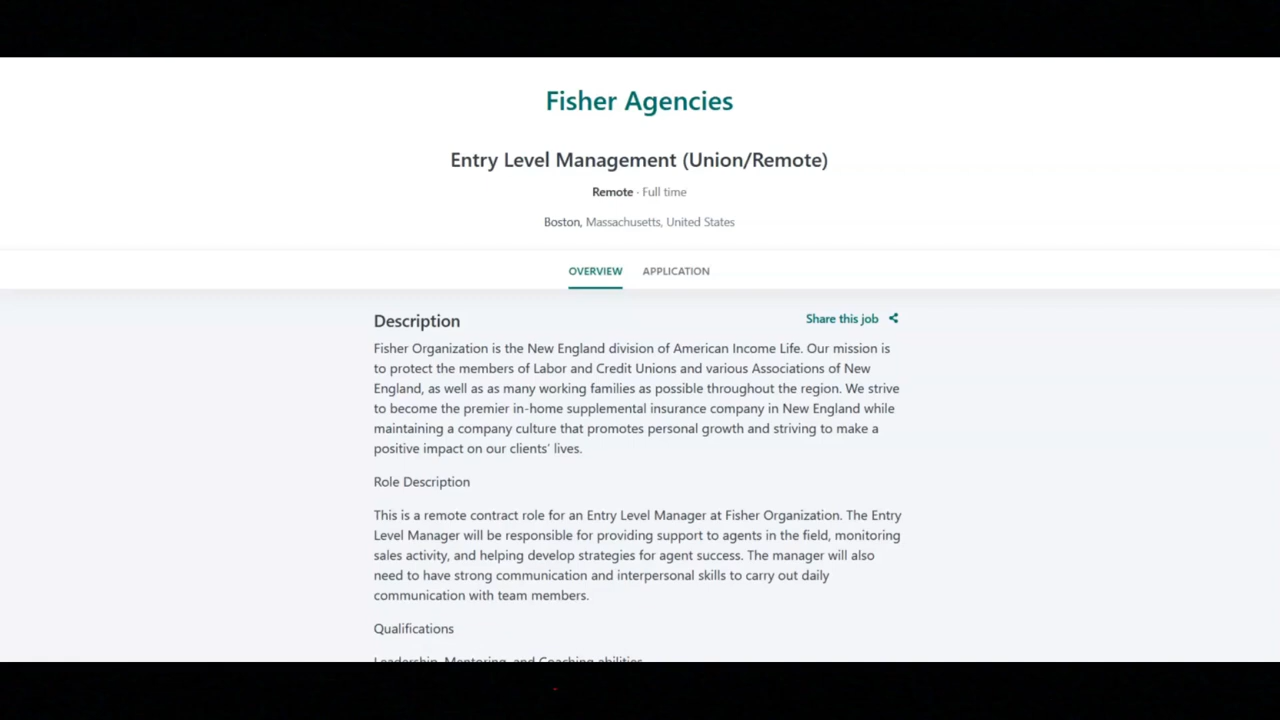 Fisher Agencies
Entry Level Management (Union/Remote)
Remote · Full time
Boston, Massachusetts, United States
OVERVIEW APPLICATION
Description
Share this job
Fisher Organization is the New England division of American Income Life. Our mission is
to protect the members of Labor and Credit Unions and various Associations of New
England, as well as as many working families as possible throughout the region. We strive
to become the premier in-home supplemental insurance company in New England while
maintaining a company culture that promotes personal growth and striving to make a
positive impact on our clients' lives.
Role Description
This is a remote contract role for an Entry Level Manager at Fisher Organization. The Entry
Level Manager will be responsible for providing support to agents in the field, monitoring
sales activity, and helping develop strategies for agent success. The manager will also
need to have strong communication and interpersonal skills to carry out daily
communication with team members.
Qualifications
Leadership, Mentoring, and Coaching abilities